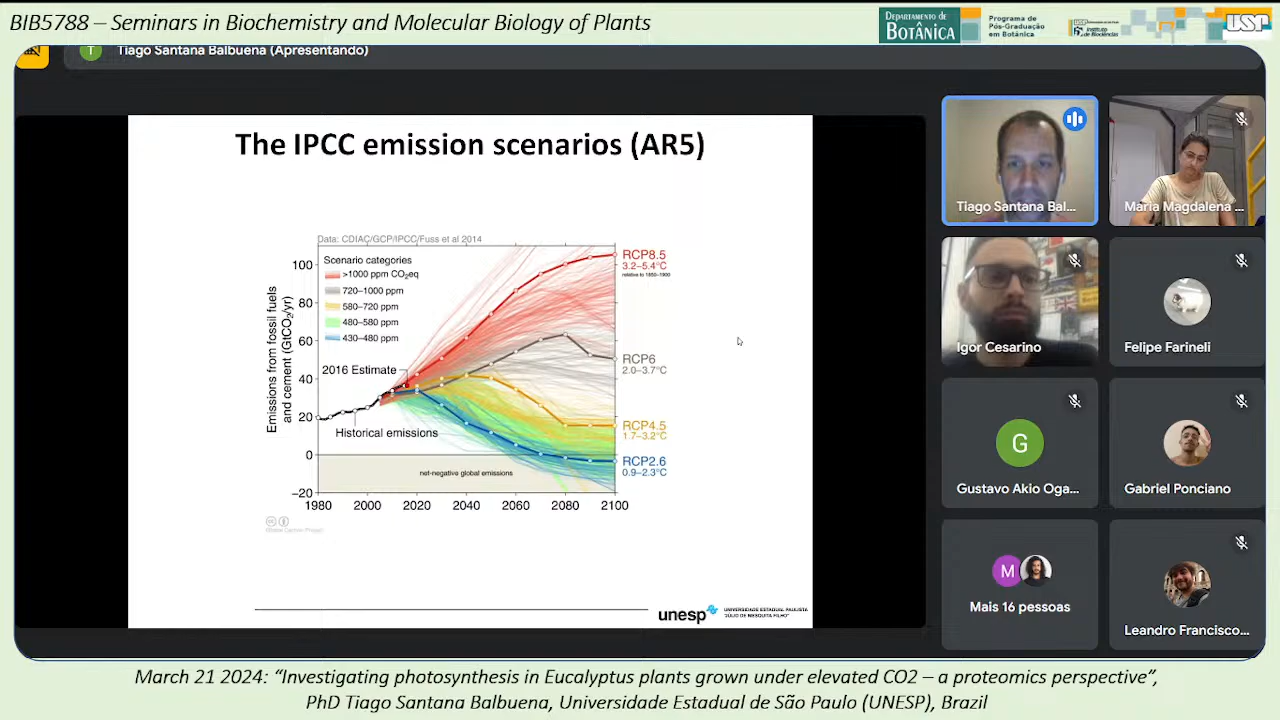 BIB5788 – Seminars in Biochemistry and Molecular Biology of Plants
DEPARTAMENTO DE
BOTÂNICA
Programa de
Pós-Graduação
em Botânica
Instituto
de Biociências
USP
T
Tiago Santana Balbuena (Apresentando)
The IPCC emission scenarios (AR5)
Data: CDIAC/GCP/IPCC/Fuss et al 2014
Scenario categories
>1000 ppm CO₂eq
720–1000 ppm
580–720 ppm
480–580 ppm
430–480 ppm
Emissions from fossil fuels
and cement (GtCO₂/yr)
100
80
60
40
20
0
−20
1980 2000 2020 2040 2060 2080 2100
2016 Estimate
Historical emissions
net-negative global emissions
RCP8.5
3.2–5.4°C
relative to 1850–1900
RCP6
2.0–3.7°C
RCP4.5
1.7–3.2°C
RCP2.6
0.9–2.3°C
unesp
UNIVERSIDADE ESTADUAL PAULISTA
"JÚLIO DE MESQUITA FILHO"
Tiago Santana Bal...
Maria Magdalena ...
Igor Cesarino
Felipe Farineli
G
Gustavo Akio Oga...
Gabriel Ponciano
M
Mais 16 pessoas
Leandro Francisco...
March 21 2024: “Investigating photosynthesis in Eucalyptus plants grown under elevated CO2 – a proteomics perspective”,
PhD Tiago Santana Balbuena, Universidade Estadual de São Paulo (UNESP), Brazil